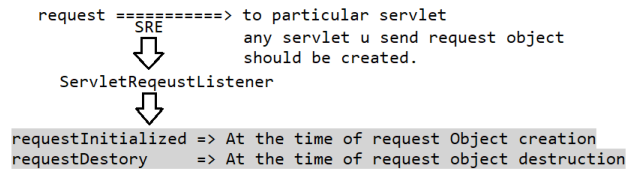 request ===========> to particular servlet
SRE
any servlet u send request object
should be created.
ServletReqeustListener
requestInitialized => At the time of request Object creation
requestDestory => At the time of request object destruction